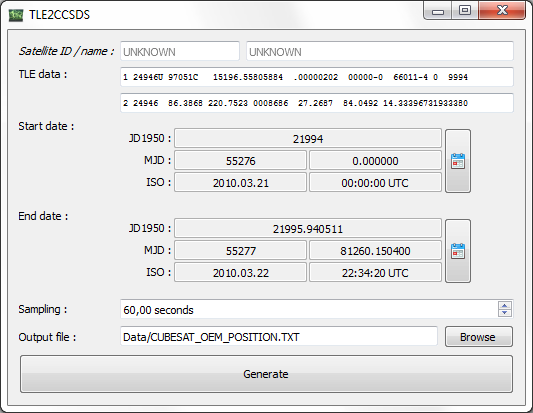 TLE2CCSDS
Satellite ID / name : UNKNOWN UNKNOWN
TLE data : 1 24946U 97051C   15196.55805884  .00000202  00000-0  66011-4 0  9994
2 24946  86.3868 220.7523 0008686  27.2687  84.0492 14.33396731933380
Start date :
JD1950 : 21994
MJD : 55276 0.000000
ISO : 2010.03.21 00:00:00 UTC
End date :
JD1950 : 21995.940511
MJD : 55277 81260.150400
ISO : 2010.03.22 22:34:20 UTC
Sampling : 60,00 seconds
Output file : Data/CUBESAT_OEM_POSITION.TXT Browse
Generate